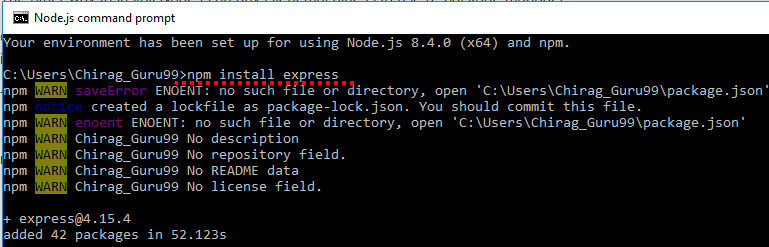 Node.js command prompt
Your environment has been set up for using Node.js 8.4.0 (x64) and npm.
C:\Users\Chirag_Guru99>npm install express
npm WARN saveError ENOENT: no such file or directory, open 'C:\Users\Chirag_Guru99\package.json'
npm notice created a lockfile as package-lock.json. You should commit this file.
npm WARN enoent ENOENT: no such file or directory, open 'C:\Users\Chirag_Guru99\package.json'
npm WARN Chirag_Guru99 No description
npm WARN Chirag_Guru99 No repository field.
npm WARN Chirag_Guru99 No README data
npm WARN Chirag_Guru99 No license field.
+ express@4.15.4
added 42 packages in 52.123s